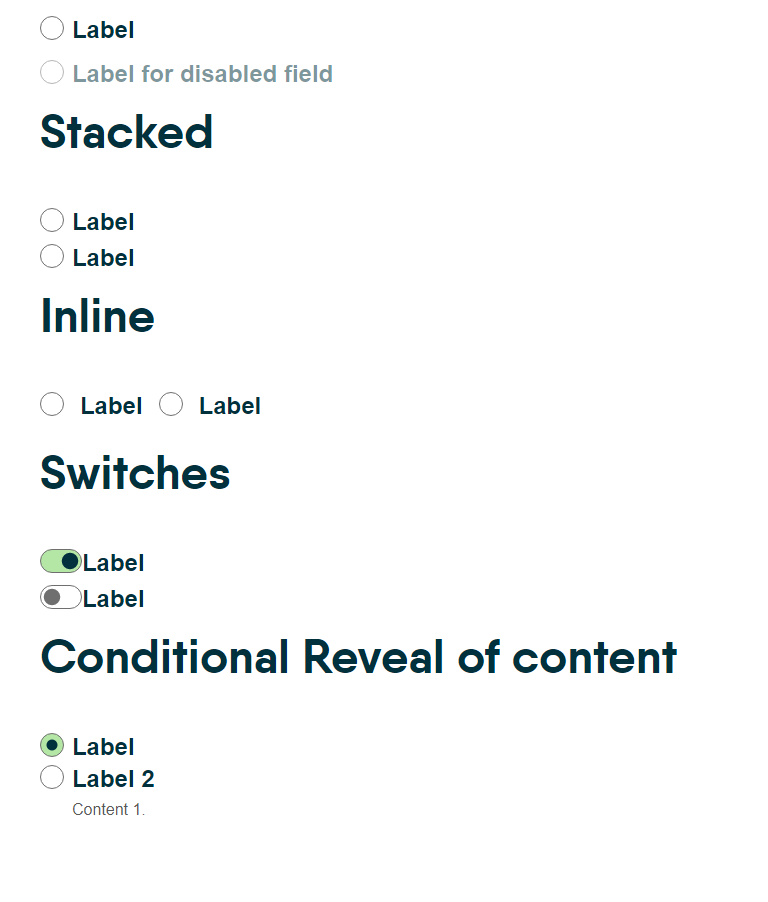 Label
Label for disabled field
Stacked
Label
Label
Inline
Label Label
Switches
Label
Label
Conditional Reveal of content
Label
Label 2
Content 1.